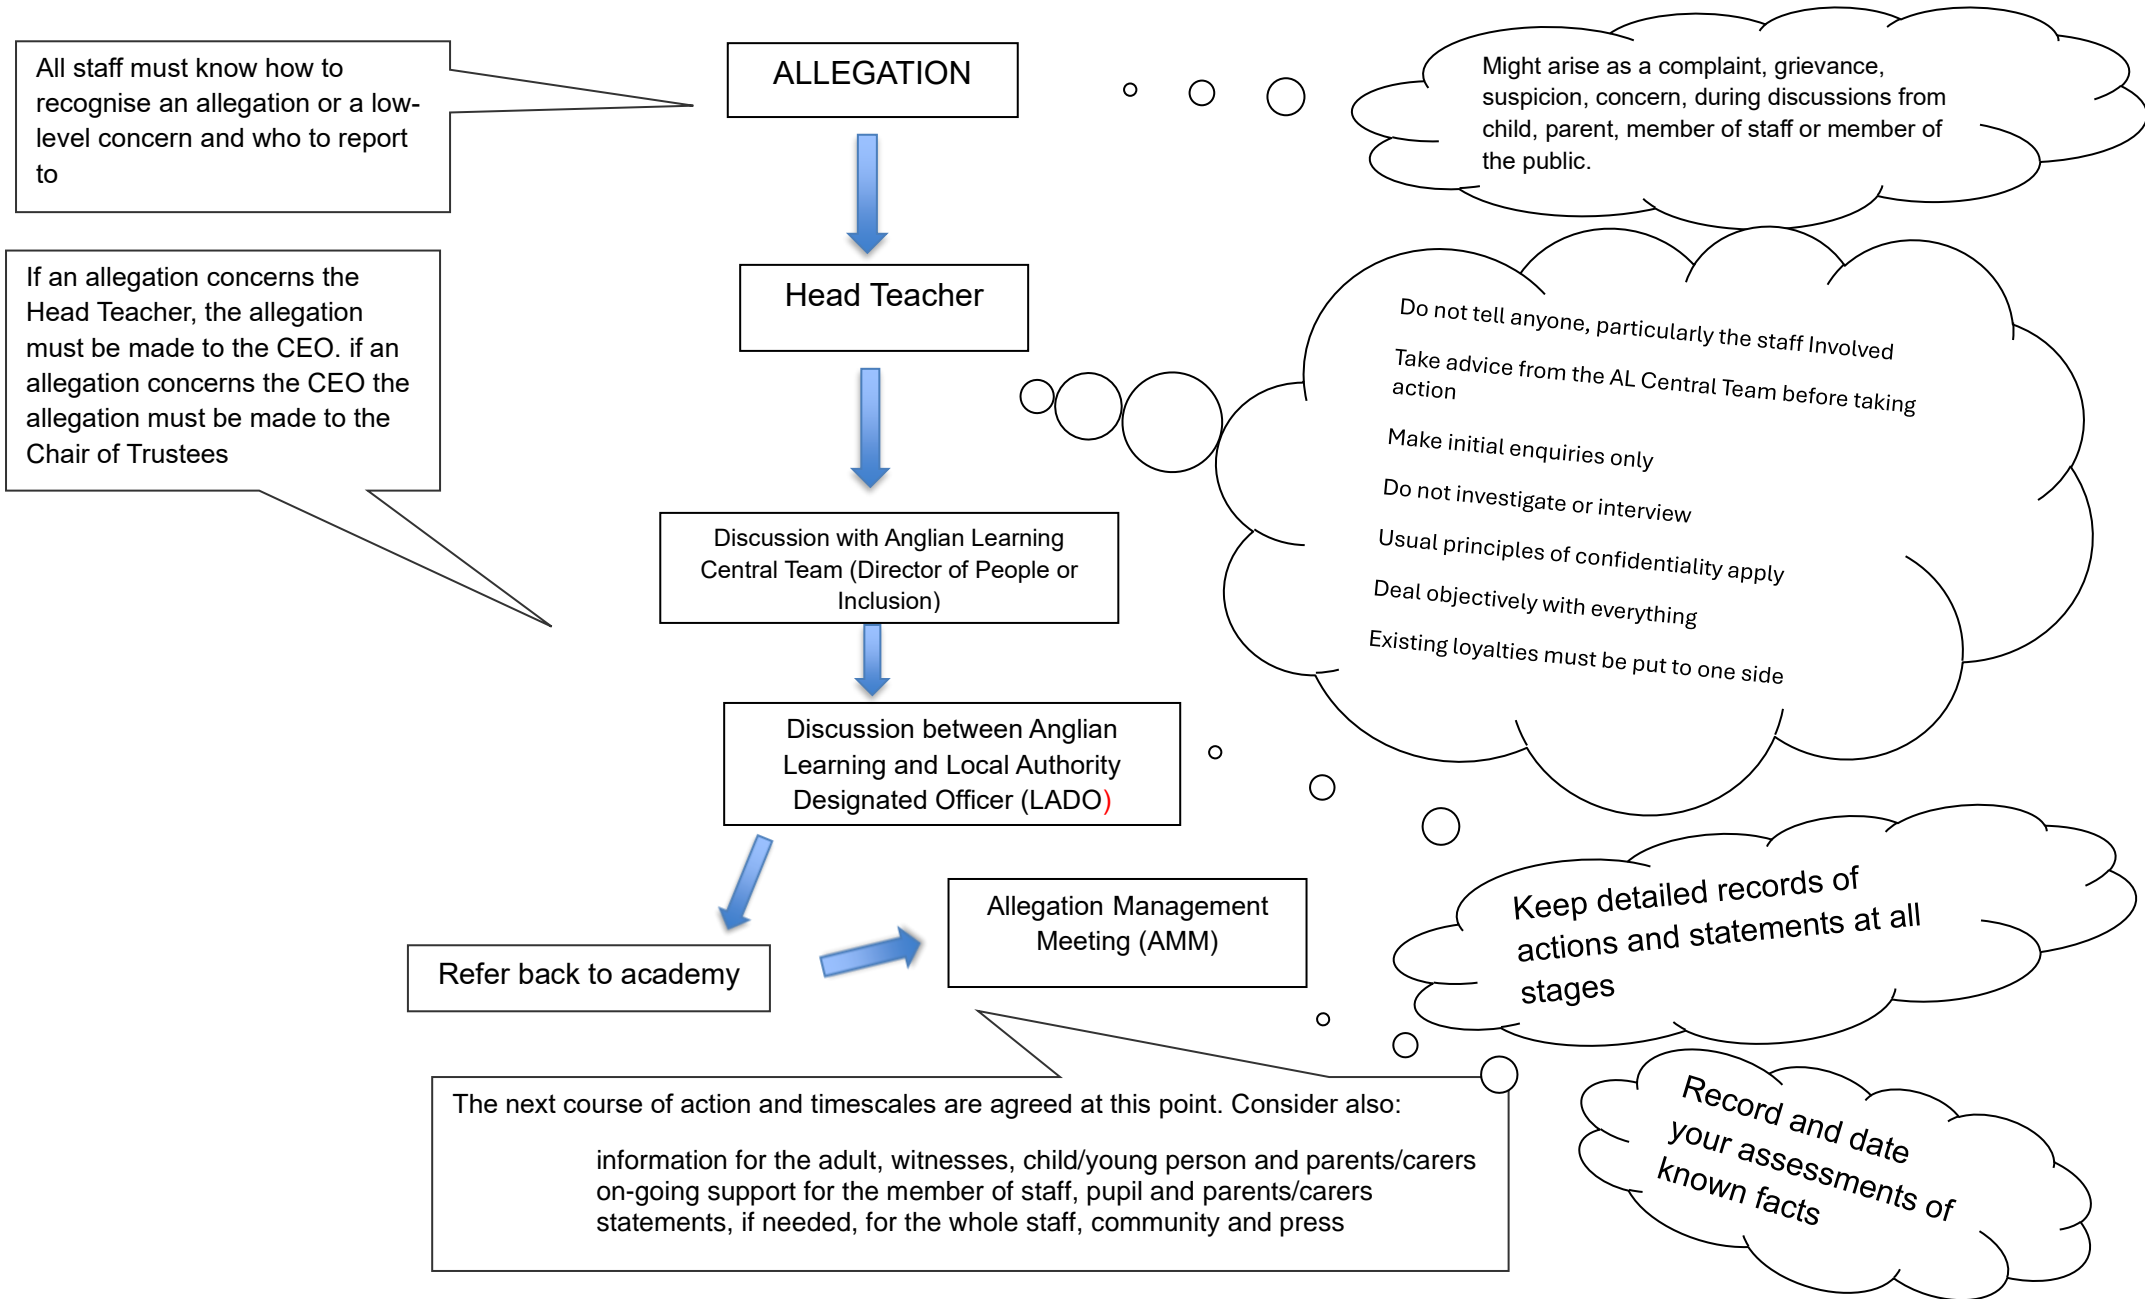 All staff must know how to
recognise an allegation or a low-
level concern and who to report
to
ALLEGATION
Might arise as a complaint, grievance,
suspicion, concern, during discussions from
child, parent, member of staff or member of
the public.
If an allegation concerns the
Head Teacher, the allegation
must be made to the CEO. if an
allegation concerns the CEO the
allegation must be made to the
Chair of Trustees
Head Teacher
Do not tell anyone, particularly the staff Involved
Take advice from the AL Central Team before taking
action
Make initial enquiries only
Do not investigate or interview
Usual principles of confidentiality apply
Deal objectively with everything
Existing loyalties must be put to one side
Discussion with Anglian Learning
Central Team (Director of People or
Inclusion)
Discussion between Anglian
Learning and Local Authority
Designated Officer (LADO)
Keep detailed records of
actions and statements at all
stages
Refer back to academy
Allegation Management
Meeting (AMM)
Record and date
your assessments of
known facts
The next course of action and timescales are agreed at this point. Consider also:
information for the adult, witnesses, child/young person and parents/carers
on-going support for the member of staff, pupil and parents/carers
statements, if needed, for the whole staff, community and press